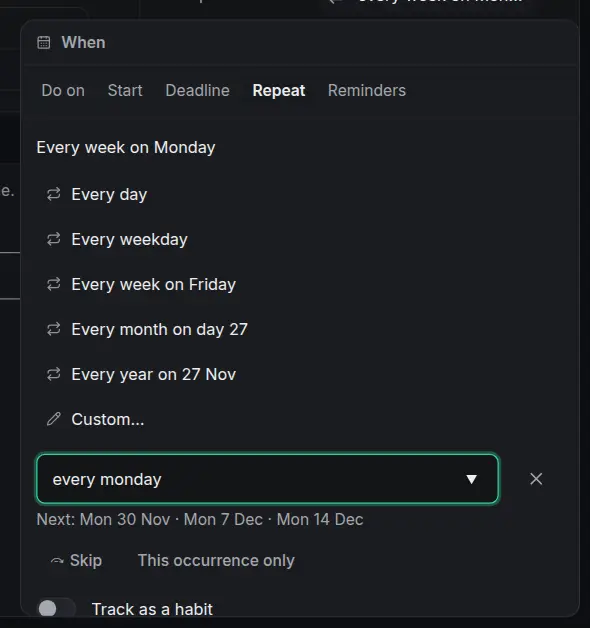 When
Do on Start Deadline Repeat Reminders
Every week on Monday
Every day
Every weekday
e.
Every week on Friday
Every month on day 27
Every year on 27 Nov
Custom...
every monday
Next: Mon 30 Nov · Mon 7 Dec · Mon 14 Dec
Skip This occurrence only
Track as a habit